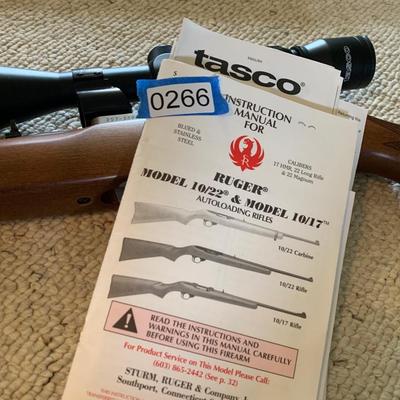 ENGLISH
tasco®
0266
INSTRUCTION
MANUAL
FOR
BLUED &
STAINLESS
STEEL
CALIBERS
17 HMR, 22 Long Rifle
& 22 Magnum
RUGER®
MODEL 10/22® & MODEL 10/17™
AUTOLOADING RIFLES
10/22 Carbine
10/22 Rifle
10/17 Rifle
READ THE INSTRUCTIONS AND
WARNINGS IN THIS MANUAL CAREFULLY
BEFORE USING THIS FIREARM
For Product Service on This Model Please Call:
(603) 865-2442 (See p. 32)
STURM, RUGER & Company
Southport, Connecticut